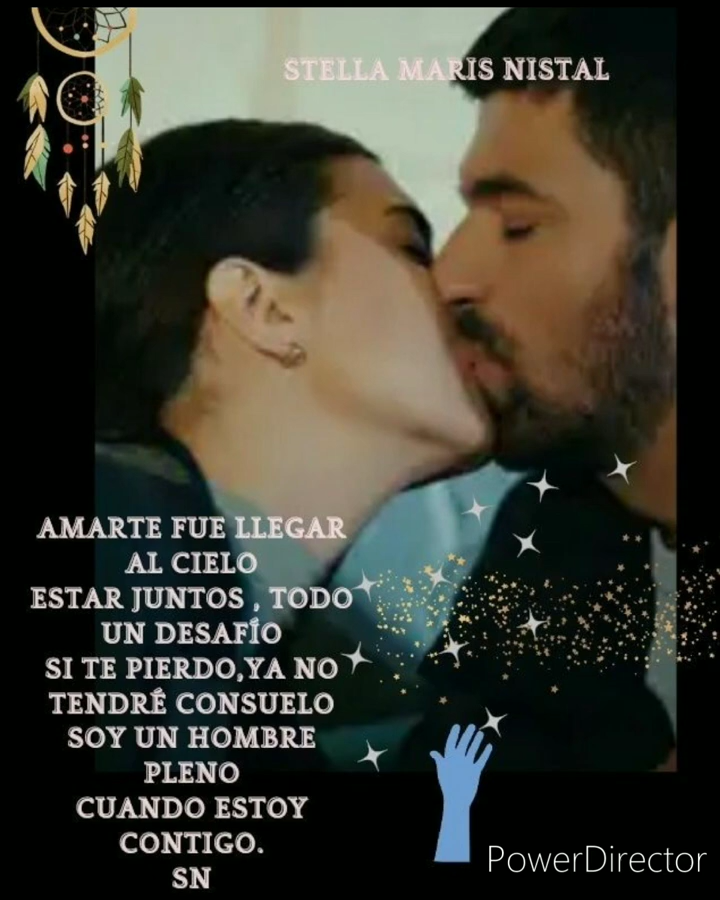 STELLA MARIS NISTAL
AMARTE FUE LLEGAR
AL CIELO
ESTAR JUNTOS , TODO
UN DESAFÍO
SI TE PIERDO,YA NO
TENDRÉ CONSUELO
SOY UN HOMBRE
PLENO
CUANDO ESTOY
CONTIGO.
SN
PowerDirector